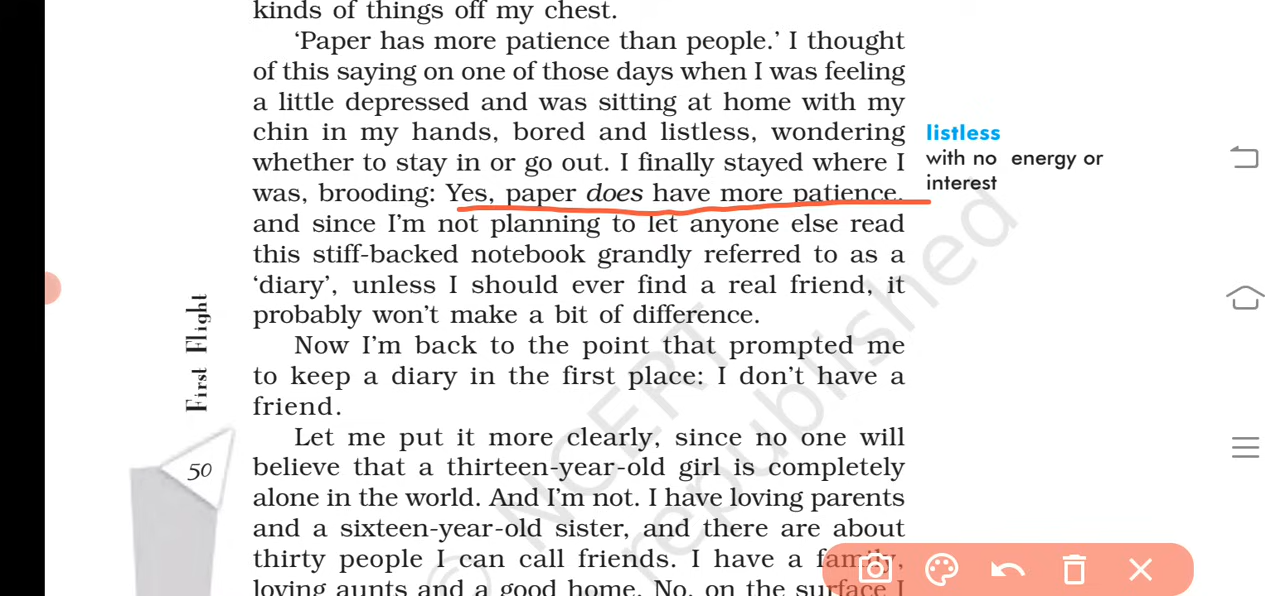 kinds of things off my chest.
‘Paper has more patience than people.’ I thought
of this saying on one of those days when I was feeling
a little depressed and was sitting at home with my
chin in my hands, bored and listless, wondering
whether to stay in or go out. I finally stayed where I
was, brooding: Yes, paper does have more patience,
and since I’m not planning to let anyone else read
this stiff-backed notebook grandly referred to as a
‘diary’, unless I should ever find a real friend, it
probably won’t make a bit of difference.
Now I’m back to the point that prompted me
to keep a diary in the first place: I don’t have a
friend.
Let me put it more clearly, since no one will
believe that a thirteen-year-old girl is completely
alone in the world. And I’m not. I have loving parents
and a sixteen-year-old sister, and there are about
thirty people I can call friends. I have a family,
loving aunts and a good home. No, on the surface I
listless
with no energy or
interest
First Flight
50
© NCERT
republished